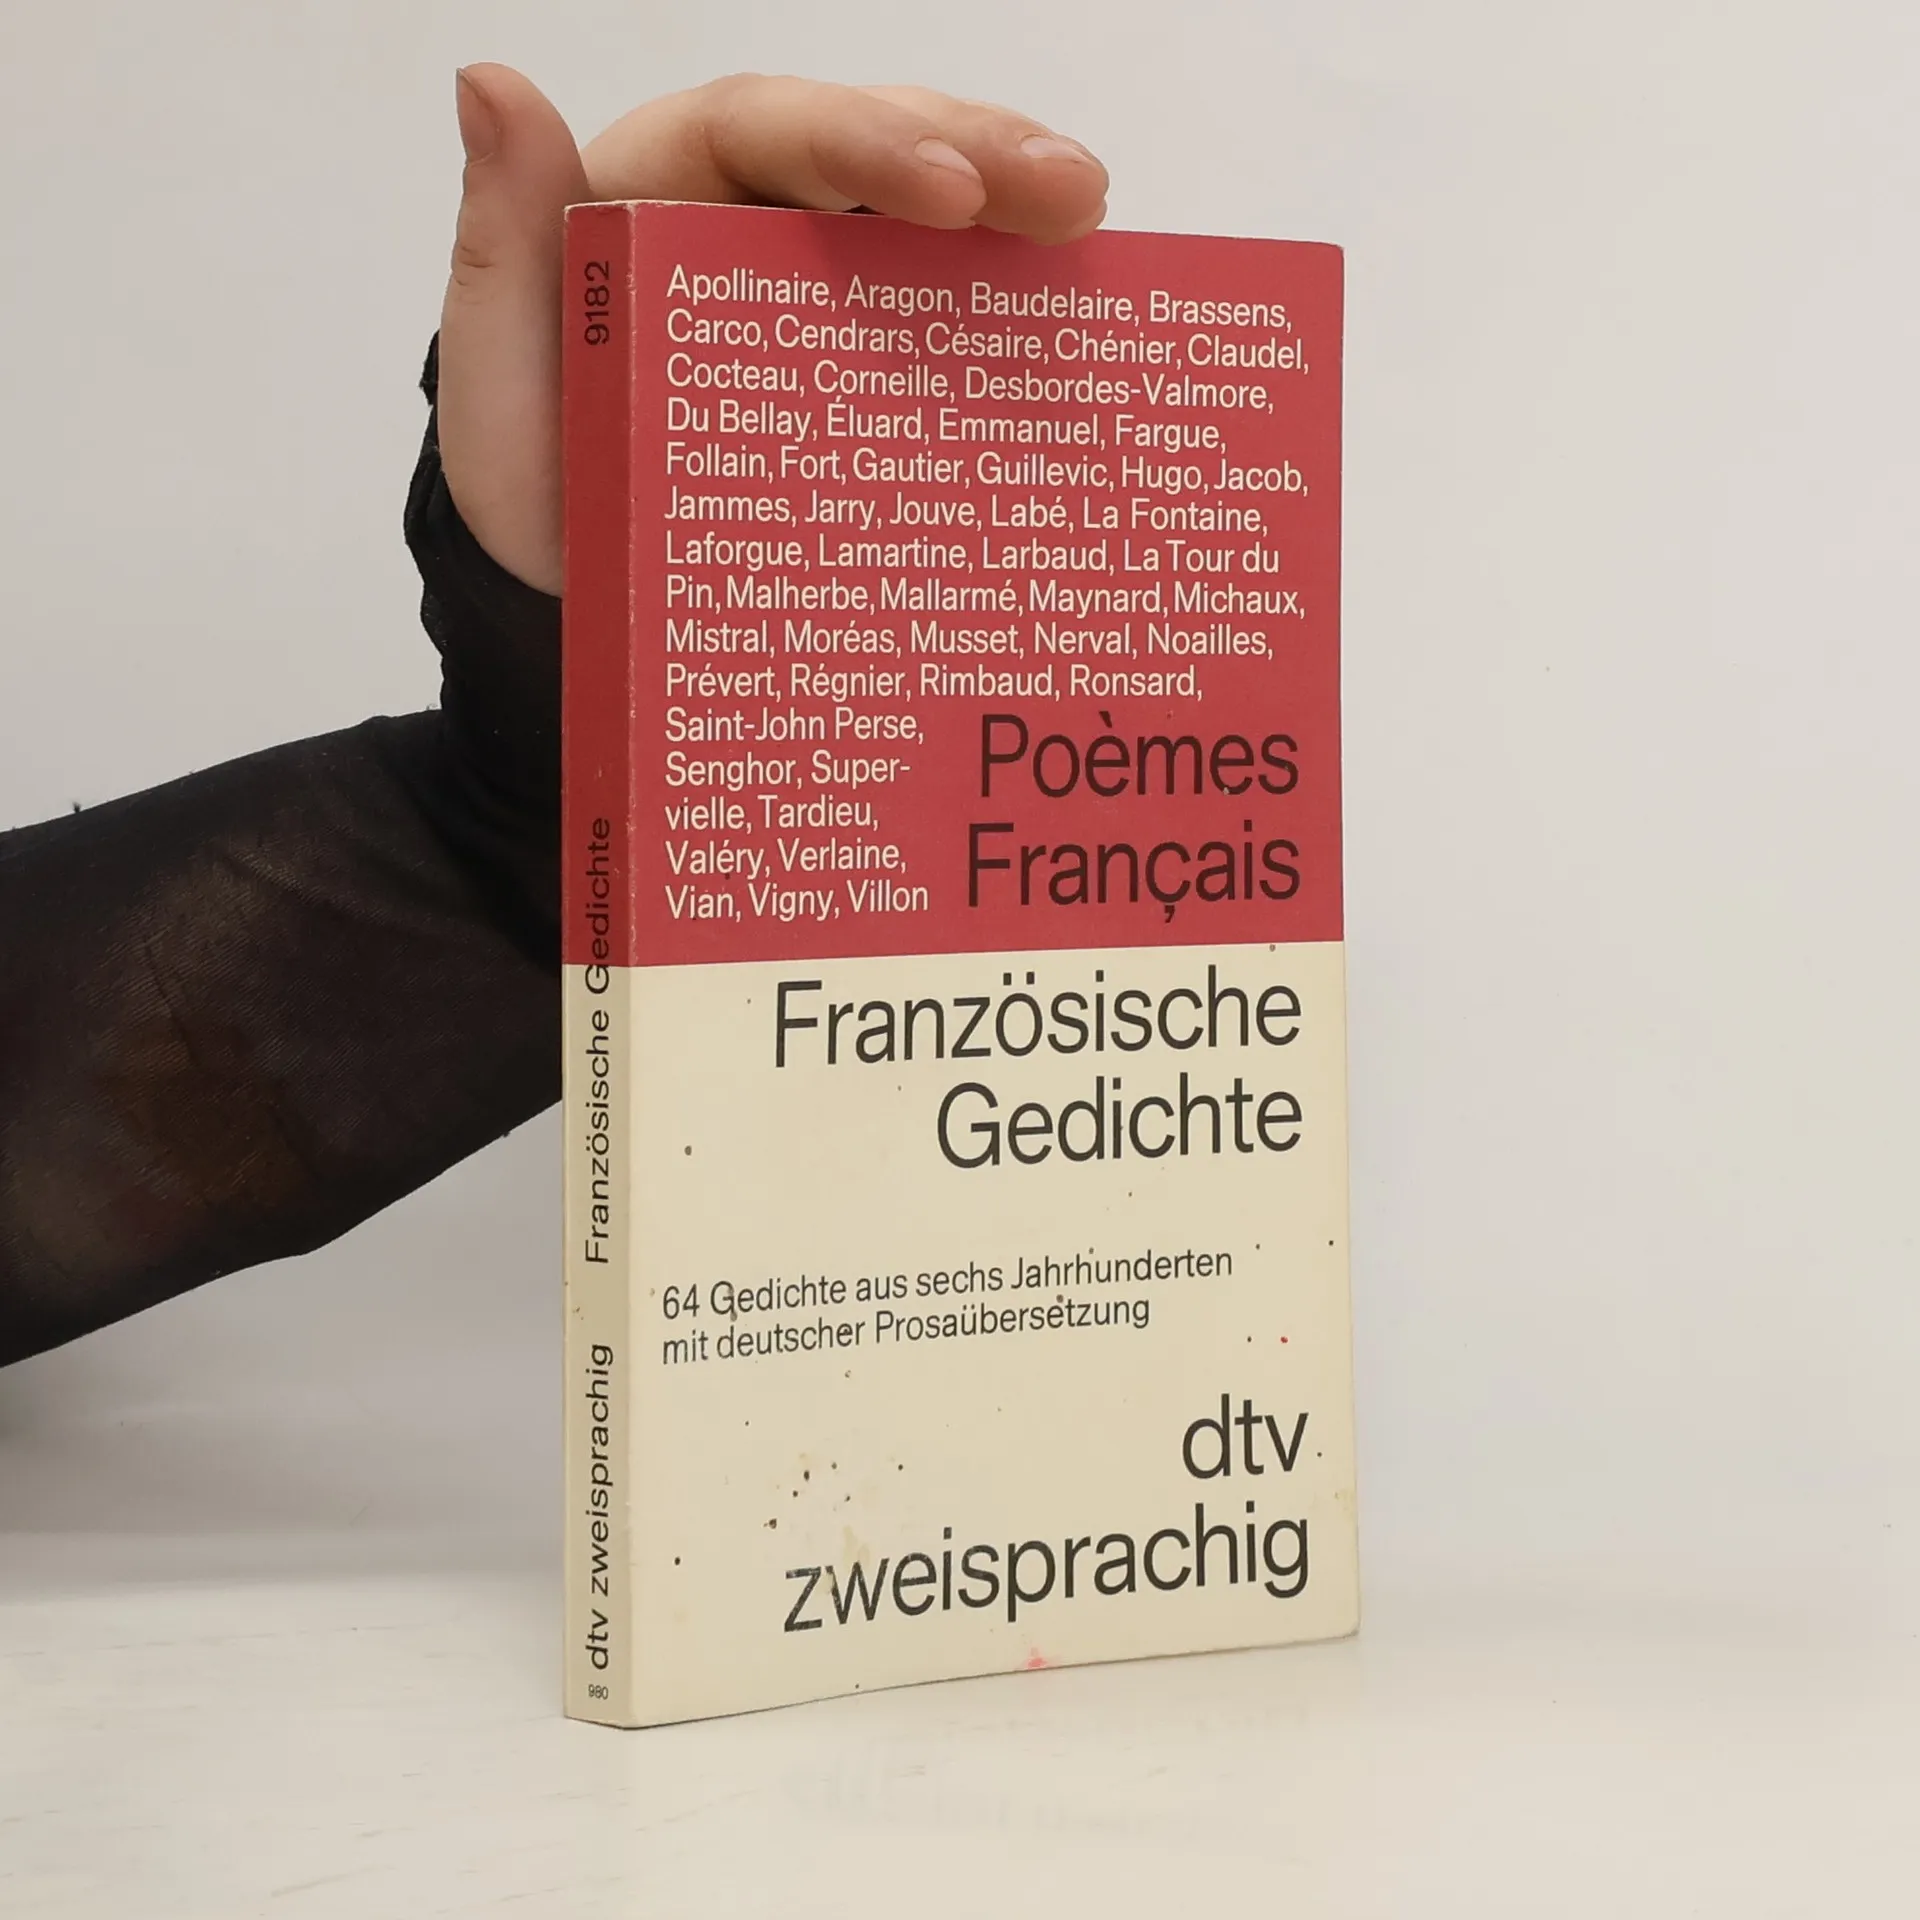 9182
Französische Gedichte
dtv zweisprachig
980
Apollinaire, Aragon, Baudelaire, Brassens,
Carco, Cendrars, Césaire, Chénier, Claudel,
Cocteau, Corneille, Desbordes-Valmore,
Du Bellay, Éluard, Emmanuel, Fargue,
Follain, Fort, Gautier, Guillevic, Hugo, Jacob,
Jammes, Jarry, Jouve, Labé, La Fontaine,
Laforgue, Lamartine, Larbaud, La Tour du
Pin, Malherbe, Mallarmé, Maynard, Michaux,
Mistral, Moréas, Musset, Nerval, Noailles,
Prévert, Régnier, Rimbaud, Ronsard,
Saint-John Perse,
Senghor, Super-
vielle, Tardieu,
Valéry, Verlaine,
Vian, Vigny, Villon
Poèmes
Français
Französische
Gedichte
64 Gedichte aus sechs Jahrhunderten
mit deutscher Prosaübersetzung
dtv
zweisprachig